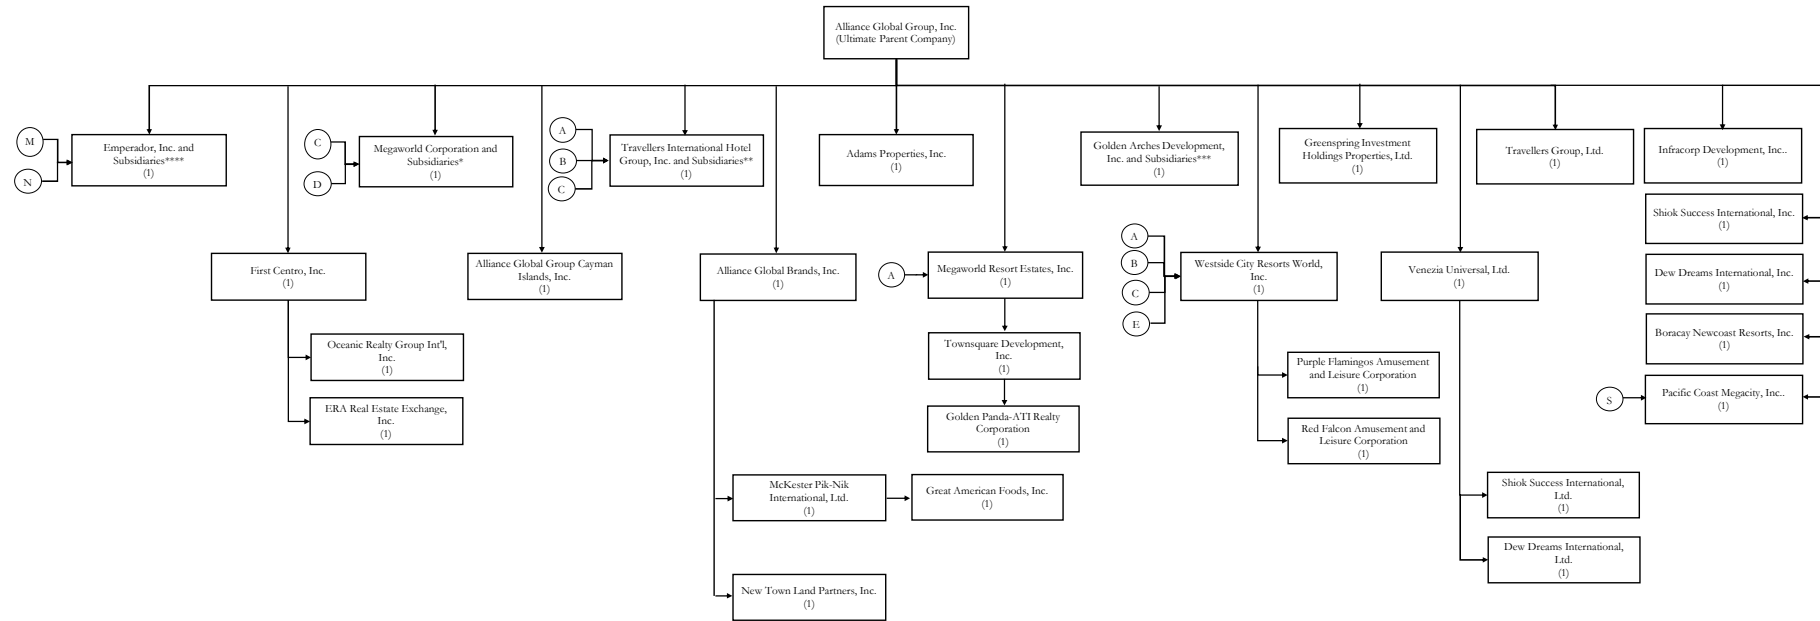 Alliance Global Group, Inc.
(Ultimate Parent Company)
M
N
Emperador, Inc. and
Subsidiaries****
(1)
C
D
Megaworld Corporation and
Subsidiaries*
(1)
A
B
C
Travellers International Hotel
Group, Inc. and Subsidiaries**
(1)
Adams Properties, Inc.
(1)
Golden Arches Development,
Inc. and Subsidiaries***
(1)
Greenspring Investment
Holdings Properties, Ltd.
(1)
Travellers Group, Ltd.
(1)
Infracorp Development, Inc..
(1)
Shiok Success International, Inc.
(1)
Dew Dreams International, Inc.
(1)
Boracay Newcoast Resorts, Inc.
(1)
S
Pacific Coast Megacity, Inc..
(1)
First Centro, Inc.
(1)
Alliance Global Group Cayman
Islands, Inc.
(1)
Alliance Global Brands, Inc.
(1)
A
Megaworld Resort Estates, Inc.
(1)
A
B
C
E
Westside City Resorts World,
Inc.
(1)
Venezia Universal, Ltd.
(1)
Oceanic Realty Group Int'l,
Inc.
(1)
ERA Real Estate Exchange,
Inc.
(1)
Townsquare Development,
Inc.
(1)
Golden Panda-ATI Realty
Corporation
(1)
Purple Flamingos Amusement
and Leisure Corporation
(1)
Red Falcon Amusement and
Leisure Corporation
(1)
McKester Pik-Nik
International, Ltd.
(1)
Great American Foods, Inc.
(1)
Shiok Success International,
Ltd.
(1)
Dew Dreams International,
Ltd.
(1)
New Town Land Partners, Inc.
(1)